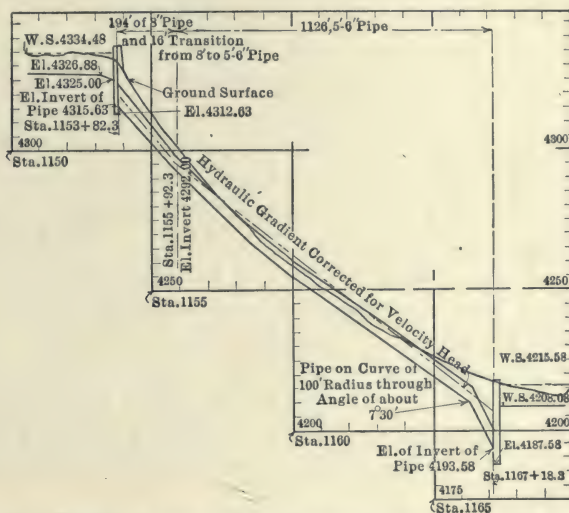 194' of 8' Pipe
1126', 5'-6" Pipe
W.S. 4334.48
and 16' Transition
from 8' to 5'-6" Pipe
El. 4326.88
El. 4325.00
Ground Surface
El. Invert of
Pipe 4315.63
El. 4312.63
Sta. 1153+82.3
4300
4300
Sta. 1150
Hydraulic Gradient Corrected for Velocity Head
Sta. 1155+92.3
El. Invert 4292.00
4250
4250
Sta. 1155
W.S. 4215.58
Pipe on Curve of
100' Radius through
Angle of about
7°30'
W.S. 4208.08
4200
4200
Sta. 1160
El. of Invert of
Pipe 4193.58
El. 4187.58
Sta. 1167+18.3
4175
Sta. 1165